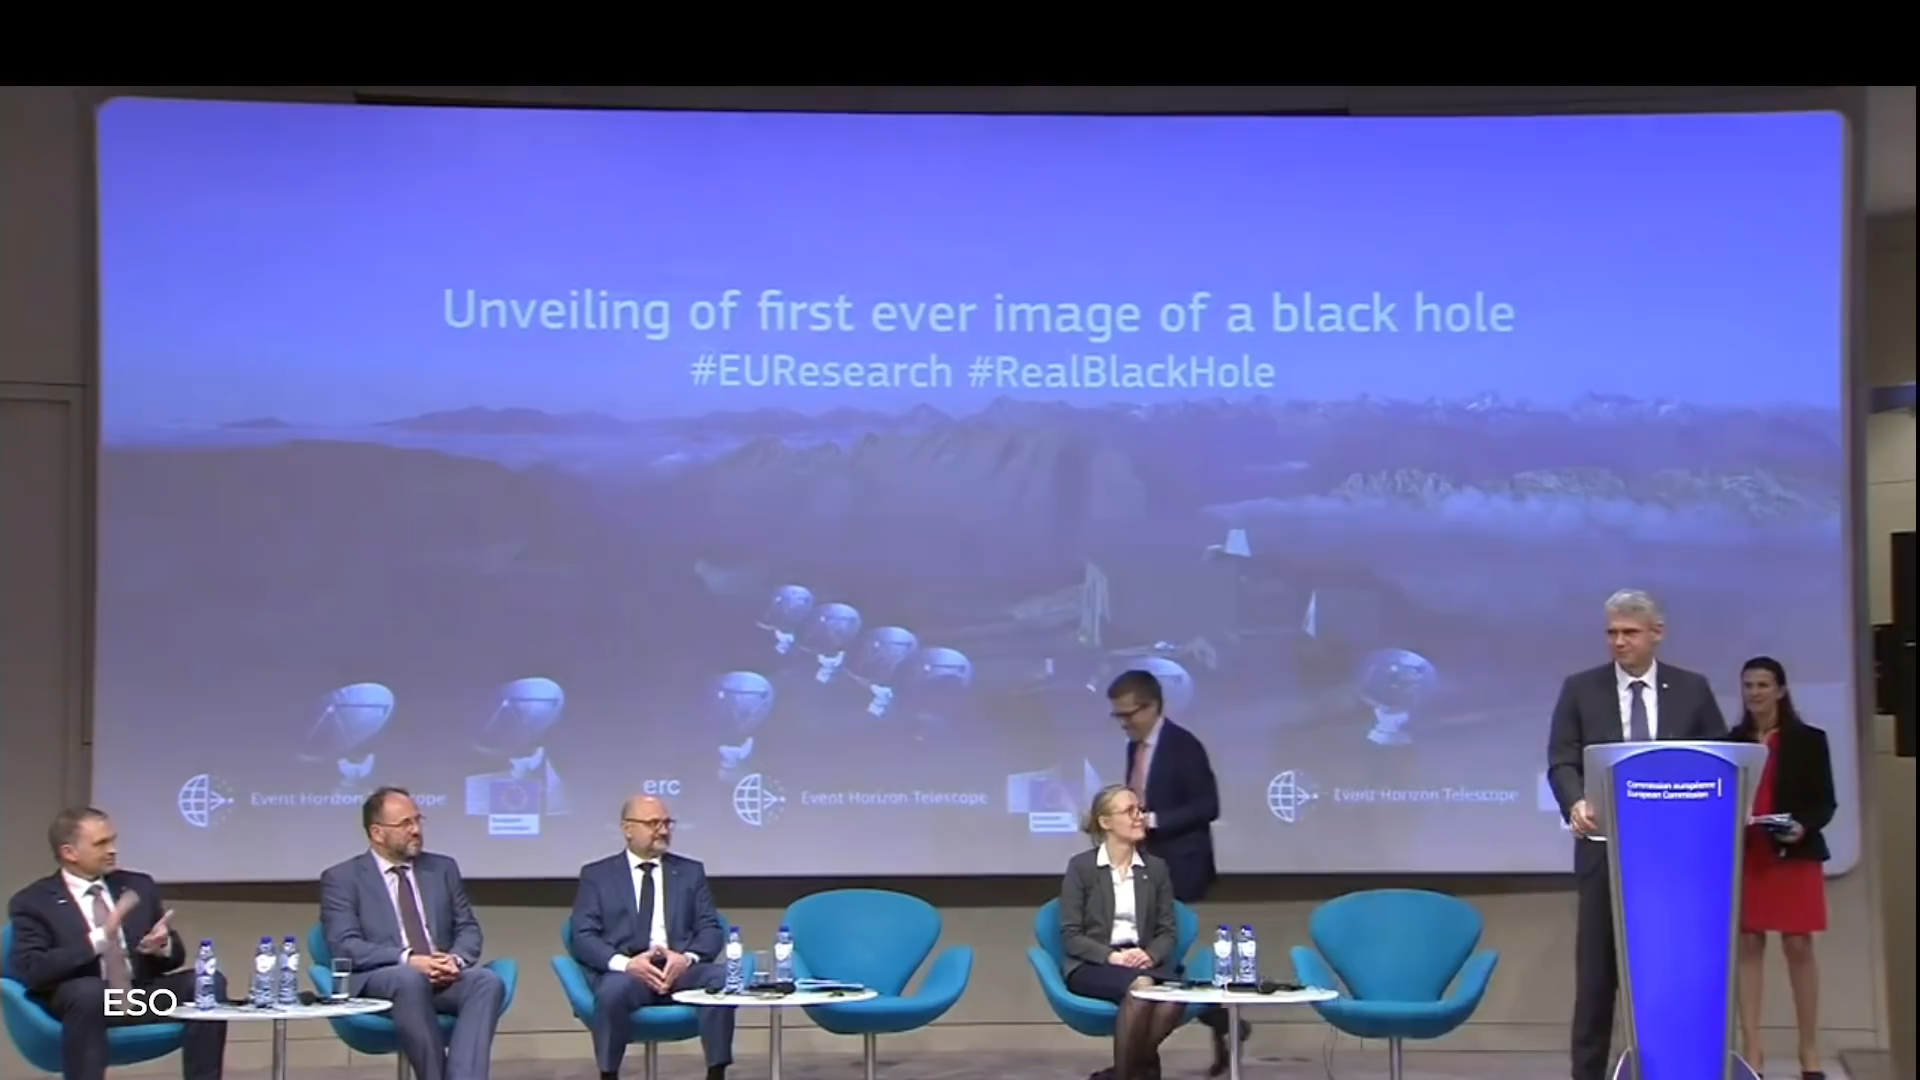 Unveiling of first ever image of a black hole
#EUResearch #RealBlackHole
erc
Event Horizon Telescope
Event Horizon Telescope
Event Horizon Telescope
Commission européenne
European Commission
ESO